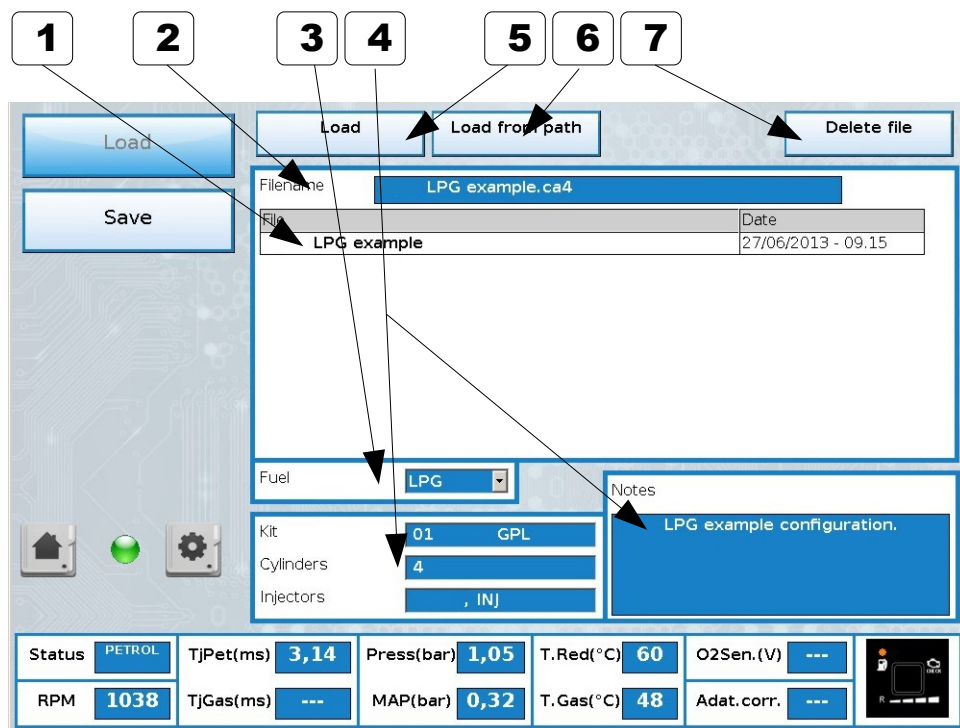 1 2 3 4 5 6 7
Load Load Load from path Delete file
Filename LPG example.ca4
Save
File Date
LPG example 27/06/2013 - 09.15
Fuel LPG
Notes
LPG example configuration.
Kit 01 GPL
Cylinders 4
Injectors , INJ
Status PETROL TjPet(ms) 3,14 Press(bar) 1,05 T.Red(°C) 60 O2Sen.(V) ---
RPM 1038 TjGas(ms) --- MAP(bar) 0,32 T.Gas(°C) 48 Adat.corr. ---
CHECK
R